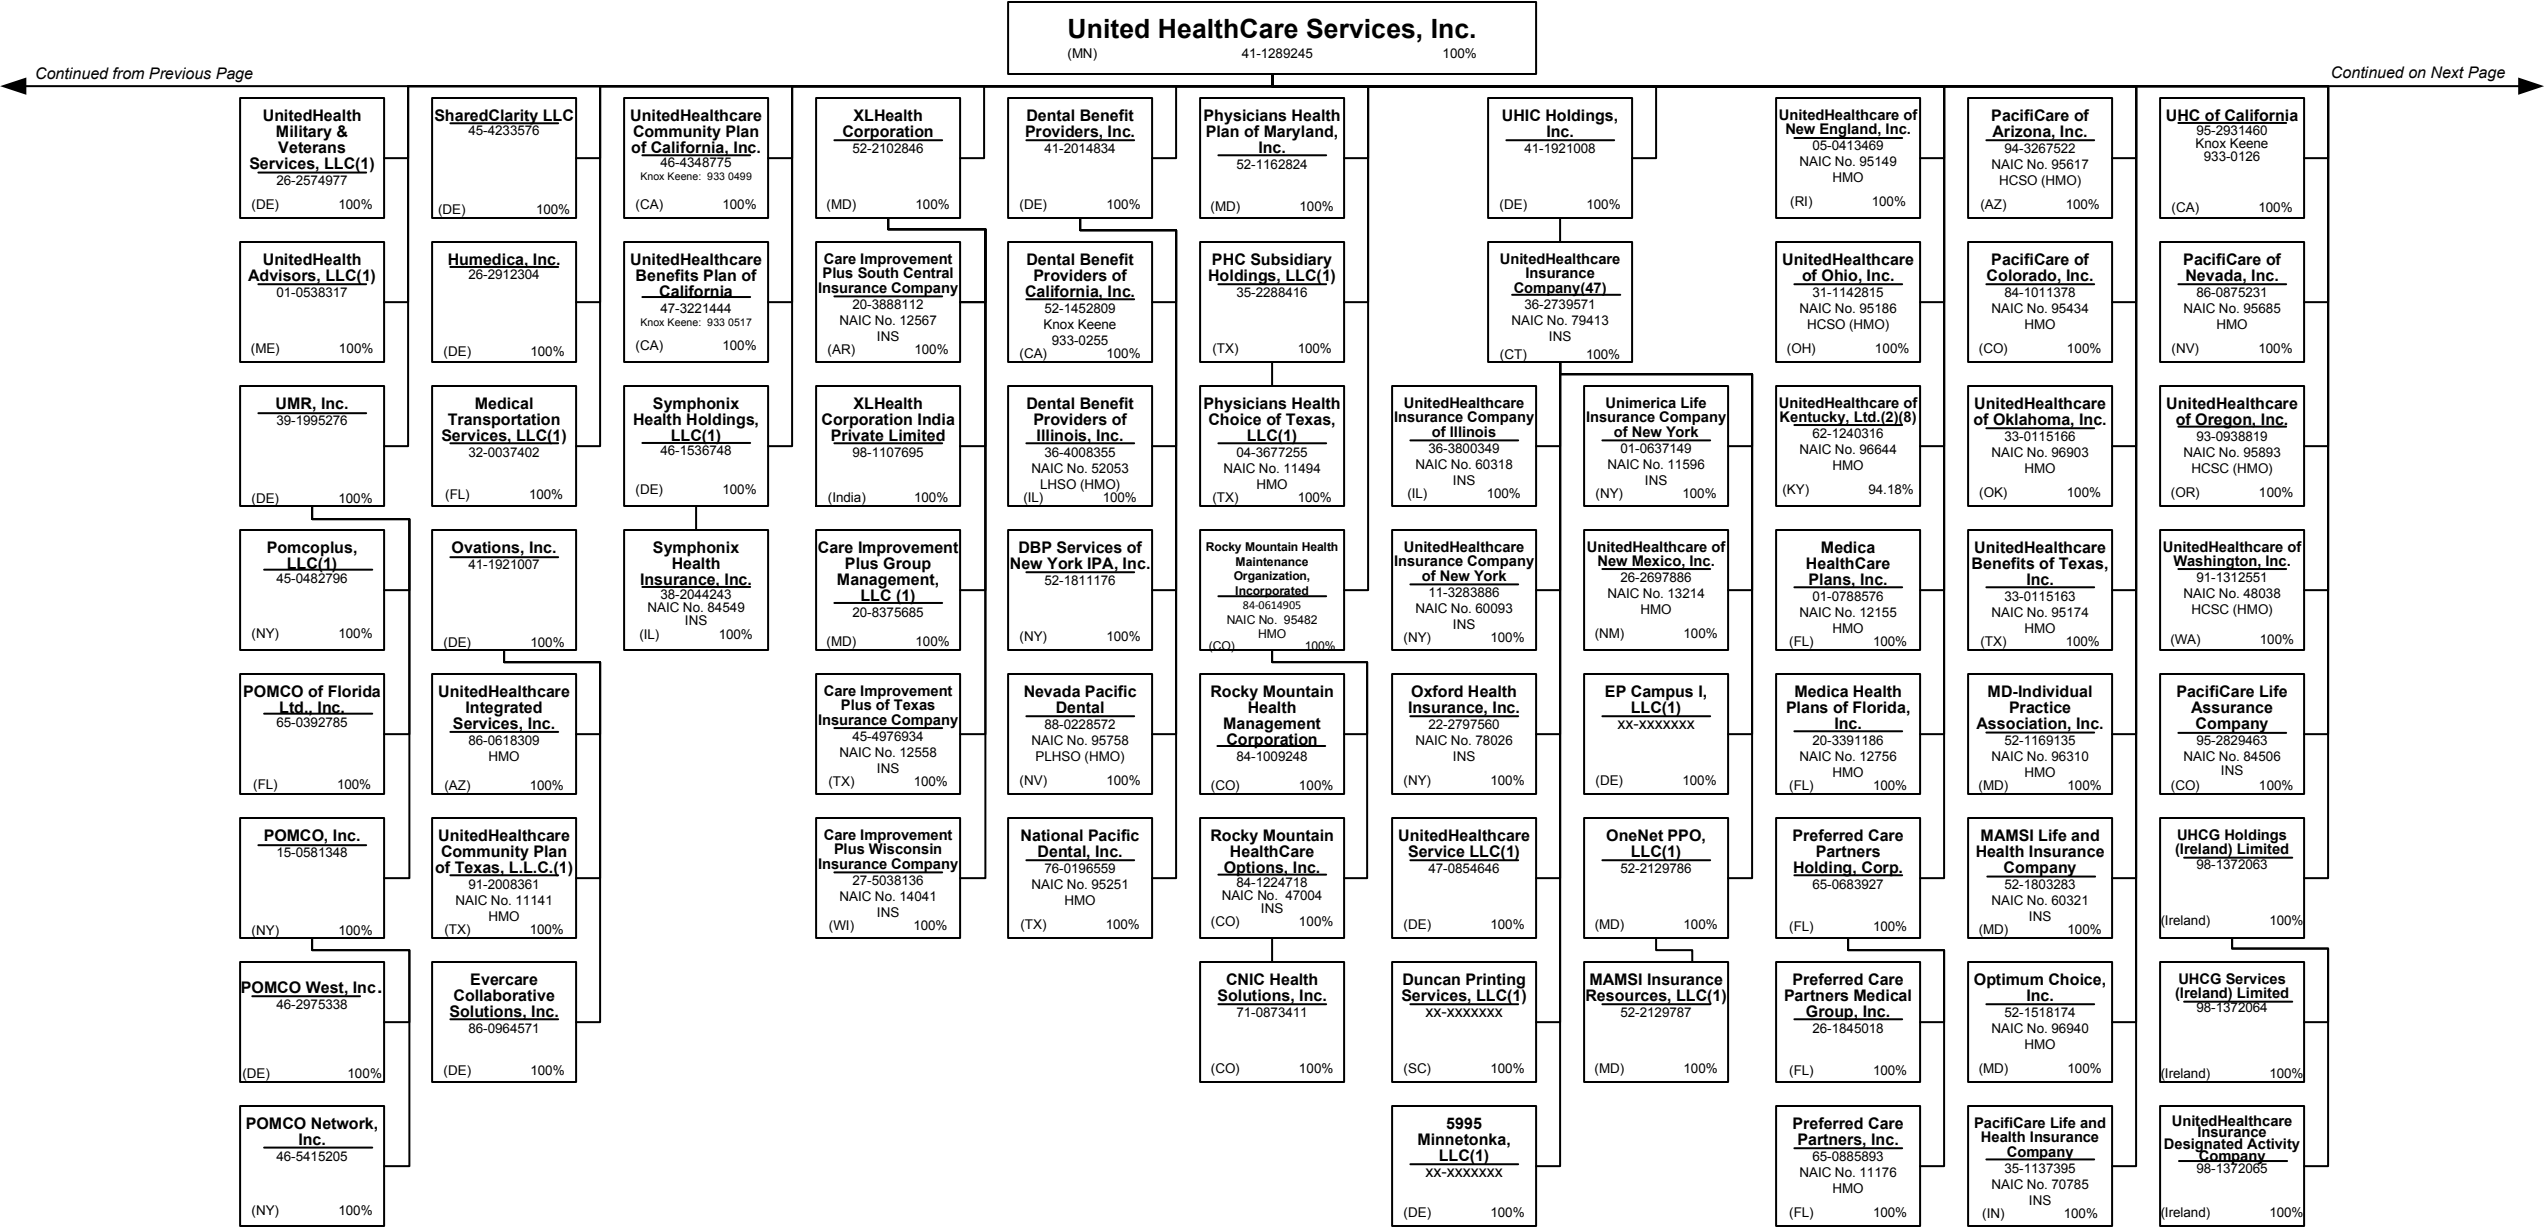 United HealthCare Services, Inc.
(MN) 41-1289245 100%
Continued from Previous Page
Continued on Next Page
UnitedHealth
Military &
Veterans
Services, LLC(1)
26-2574977
(DE) 100%
SharedClarity LLC
45-4233576
(DE) 100%
UnitedHealthcare
Community Plan
of California, Inc.
46-4348775
Knox Keene: 933 0499
(CA) 100%
XLHealth
Corporation
52-2102846
(MD) 100%
Dental Benefit
Providers, Inc.
41-2014834
(DE) 100%
Physicians Health
Plan of Maryland,
Inc.
52-1162824
(MD) 100%
UHIC Holdings,
Inc.
41-1921008
(DE) 100%
UnitedHealthcare of
New England, Inc.
05-0413469
NAIC No. 95149
HMO
(RI) 100%
PacifiCare of
Arizona, Inc.
94-3267522
NAIC No. 95617
HCSO (HMO)
(AZ) 100%
UHC of California
95-2931460
Knox Keene
933-0126
(CA) 100%
UnitedHealth
Advisors, LLC(1)
01-0538317
(ME) 100%
Humedica, Inc.
26-2912304
(DE) 100%
UnitedHealthcare
Benefits Plan of
California
47-3221444
Knox Keene: 933 0517
(CA) 100%
Care Improvement
Plus South Central
Insurance Company
20-3888112
NAIC No. 12567
INS
(AR) 100%
Dental Benefit
Providers of
California, Inc.
52-1452809
Knox Keene
933-0255
(CA) 100%
PHC Subsidiary
Holdings, LLC(1)
35-2288416
(TX) 100%
UnitedHealthcare
Insurance
Company(47)
36-2739571
NAIC No. 79413
INS
(CT) 100%
UnitedHealthcare
of Ohio, Inc.
31-1142815
NAIC No. 95186
HCSO (HMO)
(OH) 100%
PacifiCare of
Colorado, Inc.
84-1011378
NAIC No. 95434
HMO
(CO) 100%
PacifiCare of
Nevada, Inc.
86-0875231
NAIC No. 95685
HMO
(NV) 100%
UMR, Inc.
39-1995276
(DE) 100%
Medical
Transportation
Services, LLC(1)
32-0037402
(FL) 100%
Symphonix
Health Holdings,
LLC(1)
46-1536748
(DE) 100%
XLHealth
Corporation India
Private Limited
98-1107695
(India) 100%
Dental Benefit
Providers of
Illinois, Inc.
36-4008355
NAIC No. 52053
LHSO (HMO)
(IL) 100%
Physicians Health
Choice of Texas,
LLC(1)
04-3677255
NAIC No. 11494
HMO
(TX) 100%
UnitedHealthcare
Insurance Company
of Illinois
36-3800349
NAIC No. 60318
INS
(IL) 100%
Unimerica Life
Insurance Company
of New York
01-0637149
NAIC No. 11596
INS
(NY) 100%
UnitedHealthcare of
Kentucky, Ltd.(2)(8)
62-1240316
NAIC No. 96644
HMO
(KY) 94.18%
UnitedHealthcare
of Oklahoma, Inc.
33-0115166
NAIC No. 96903
HMO
(OK) 100%
UnitedHealthcare
of Oregon, Inc.
93-0938819
NAIC No. 95893
HCSC (HMO)
(OR) 100%
Pomcoplus,
LLC(1)
45-0482796
(NY) 100%
Ovations, Inc.
41-1921007
(DE) 100%
Symphonix
Health
Insurance, Inc.
38-2044243
NAIC No. 84549
INS
(IL) 100%
Care Improvement
Plus Group
Management,
LLC (1)
20-8375685
(MD) 100%
DBP Services of
New York IPA, Inc.
52-1811176
(NY) 100%
Rocky Mountain Health
Maintenance
Organization,
Incorporated
84-0614905
NAIC No. 95482
HMO
(CO) 100%
UnitedHealthcare
Insurance Company
of New York
11-3283886
NAIC No. 60093
INS
(NY) 100%
UnitedHealthcare of
New Mexico, Inc.
26-2697886
NAIC No. 13214
HMO
(NM) 100%
Medica
HealthCare
Plans, Inc.
01-0788576
NAIC No. 12155
HMO
(FL) 100%
UnitedHealthcare
Benefits of Texas,
Inc.
33-0115163
NAIC No. 95174
HMO
(TX) 100%
UnitedHealthcare of
Washington, Inc.
91-1312551
NAIC No. 48038
HCSC (HMO)
(WA) 100%
POMCO of Florida
Ltd., Inc.
65-0392785
(FL) 100%
UnitedHealthcare
Integrated
Services, Inc.
86-0618309
HMO
(AZ) 100%
Care Improvement
Plus of Texas
Insurance Company
45-4976934
NAIC No. 12558
INS
(TX) 100%
Nevada Pacific
Dental
88-0228572
NAIC No. 95758
PLHSO (HMO)
(NV) 100%
Rocky Mountain
Health
Management
Corporation
84-1009248
(CO) 100%
Oxford Health
Insurance, Inc.
22-2797560
NAIC No. 78026
INS
(NY) 100%
EP Campus I,
LLC(1)
xx-xxxxxxx
(DE) 100%
Medica Health
Plans of Florida,
Inc.
20-3391186
NAIC No. 12756
HMO
(FL) 100%
MD-Individual
Practice
Association, Inc.
52-1169135
NAIC No. 96310
HMO
(MD) 100%
PacifiCare Life
Assurance
Company
95-2829463
NAIC No. 84506
INS
(CO) 100%
POMCO, Inc.
15-0581348
(NY) 100%
UnitedHealthcare
Community Plan
of Texas, L.L.C.(1)
91-2008361
NAIC No. 11141
HMO
(TX) 100%
Care Improvement
Plus Wisconsin
Insurance Company
27-5038136
NAIC No. 14041
INS
(WI) 100%
National Pacific
Dental, Inc.
76-0196559
NAIC No. 95251
HMO
(TX) 100%
Rocky Mountain
HealthCare
Options, Inc.
84-1224718
NAIC No. 47004
INS
(CO) 100%
UnitedHealthcare
Service LLC(1)
47-0854646
(DE) 100%
OneNet PPO,
LLC(1)
52-2129786
(MD) 100%
Preferred Care
Partners
Holding, Corp.
65-0683927
(FL) 100%
MAMSI Life and
Health Insurance
Company
52-1803283
NAIC No. 60321
INS
(MD) 100%
UHCG Holdings
(Ireland) Limited
98-1372063
(Ireland) 100%
POMCO West, Inc.
46-2975338
(DE) 100%
Evercare
Collaborative
Solutions, Inc.
86-0964571
(DE) 100%
CNIC Health
Solutions, Inc.
71-0873411
(CO) 100%
Duncan Printing
Services, LLC(1)
xx-xxxxxxx
(SC) 100%
MAMSI Insurance
Resources, LLC(1)
52-2129787
(MD) 100%
Preferred Care
Partners Medical
Group, Inc.
26-1845018
(FL) 100%
Optimum Choice,
Inc.
52-1518174
NAIC No. 96940
HMO
(MD) 100%
UHCG Services
(Ireland) Limited
98-1372064
(Ireland) 100%
POMCO Network,
Inc.
46-5415205
(NY) 100%
5995
Minnetonka,
LLC(1)
xx-xxxxxxx
(DE) 100%
Preferred Care
Partners, Inc.
65-0885893
NAIC No. 11176
HMO
(FL) 100%
PacifiCare Life and
Health Insurance
Company
35-1137395
NAIC No. 70785
INS
(IN) 100%
UnitedHealthcare
Insurance
Designated Activity
Company
98-1372065
(Ireland) 100%